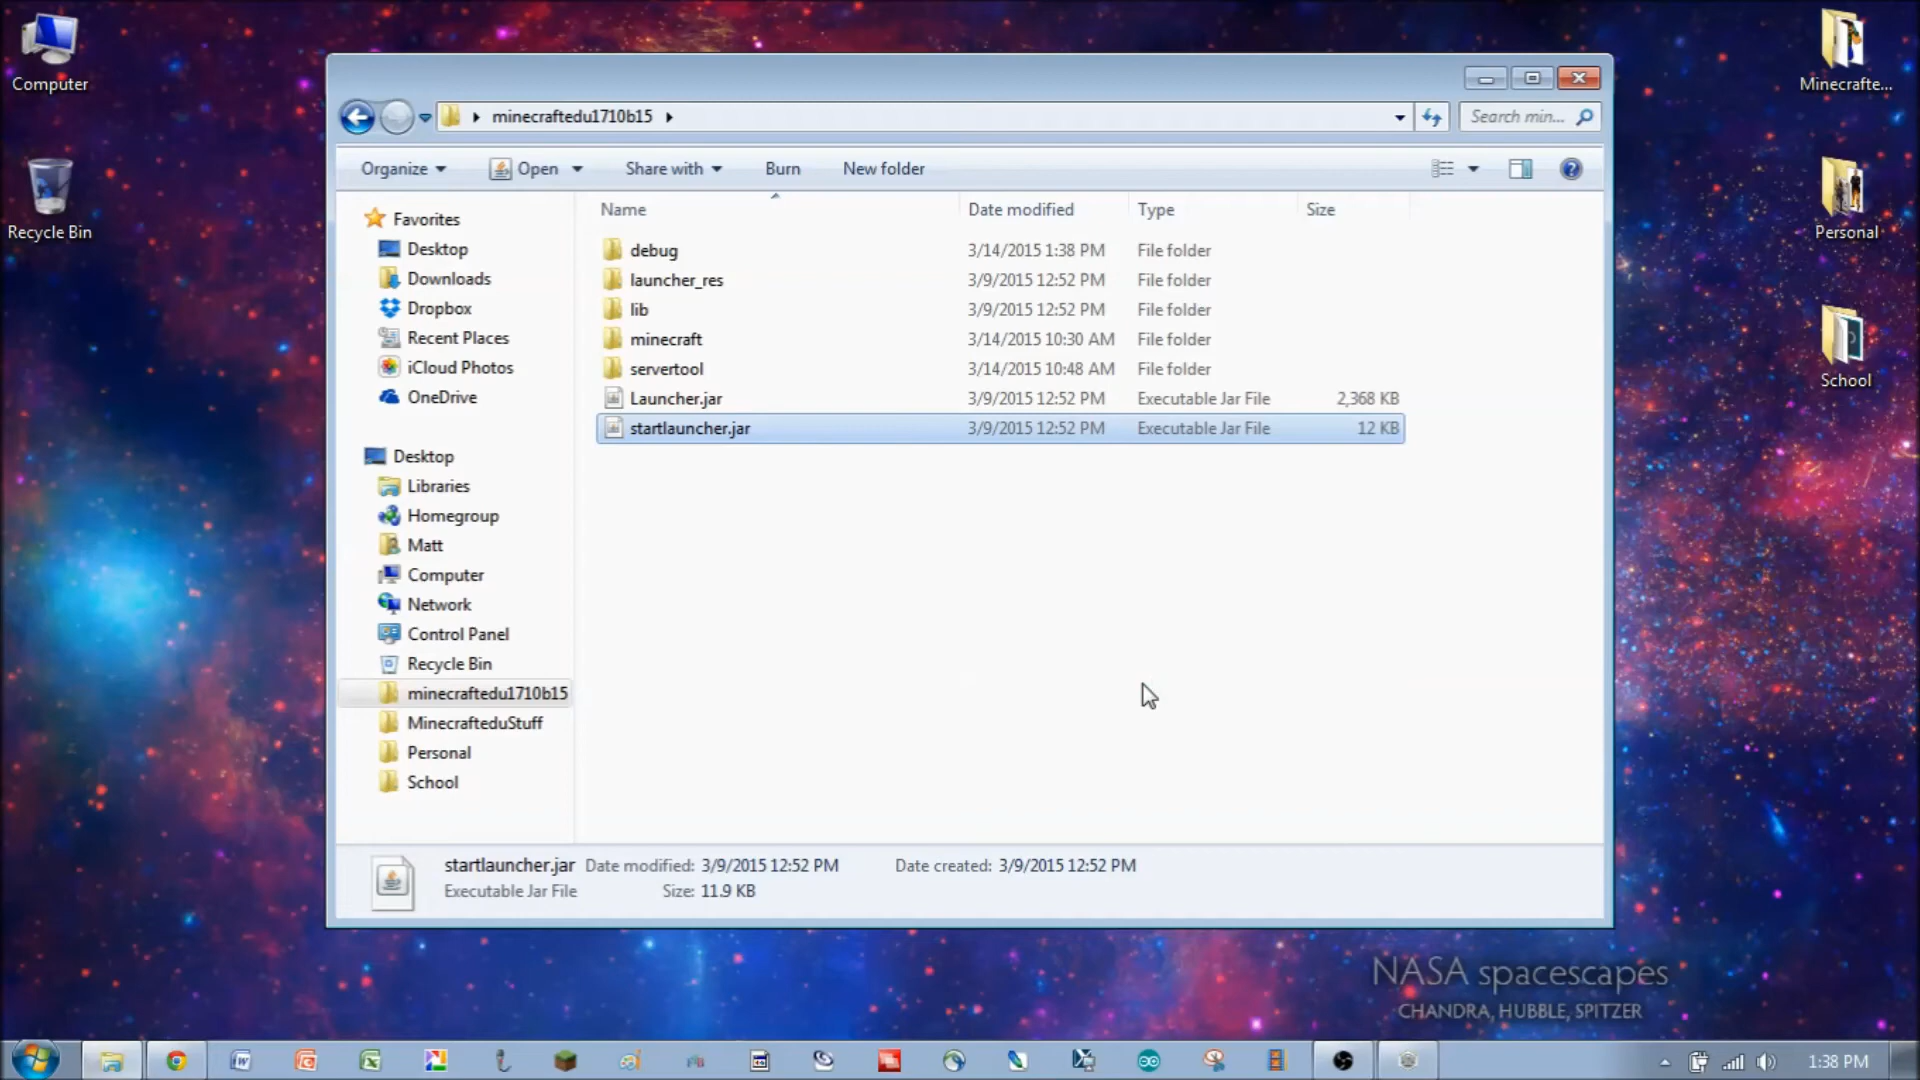 Computer
Recycle Bin
Minecrafte...
Personal
School
minecraftedu1710b15
Search min...
Organize
Open
Share with
Burn
New folder
Name
Date modified
Type
Size
Favorites
Desktop
Downloads
Dropbox
Recent Places
iCloud Photos
OneDrive
Desktop
Libraries
Homegroup
Matt
Computer
Network
Control Panel
Recycle Bin
minecraftedu1710b15
MinecrafteduStuff
Personal
School
debug 3/14/2015 1:38 PM File folder
launcher_res 3/9/2015 12:52 PM File folder
lib 3/9/2015 12:52 PM File folder
minecraft 3/14/2015 10:30 AM File folder
servertool 3/14/2015 10:48 AM File folder
Launcher.jar 3/9/2015 12:52 PM Executable Jar File 2,368 KB
startlauncher.jar 3/9/2015 12:52 PM Executable Jar File 12 KB
startlauncher.jar Date modified: 3/9/2015 12:52 PM Date created: 3/9/2015 12:52 PM
Executable Jar File Size: 11.9 KB
NASA spacescapes
CHANDRA, HUBBLE, SPITZER
1:38 PM